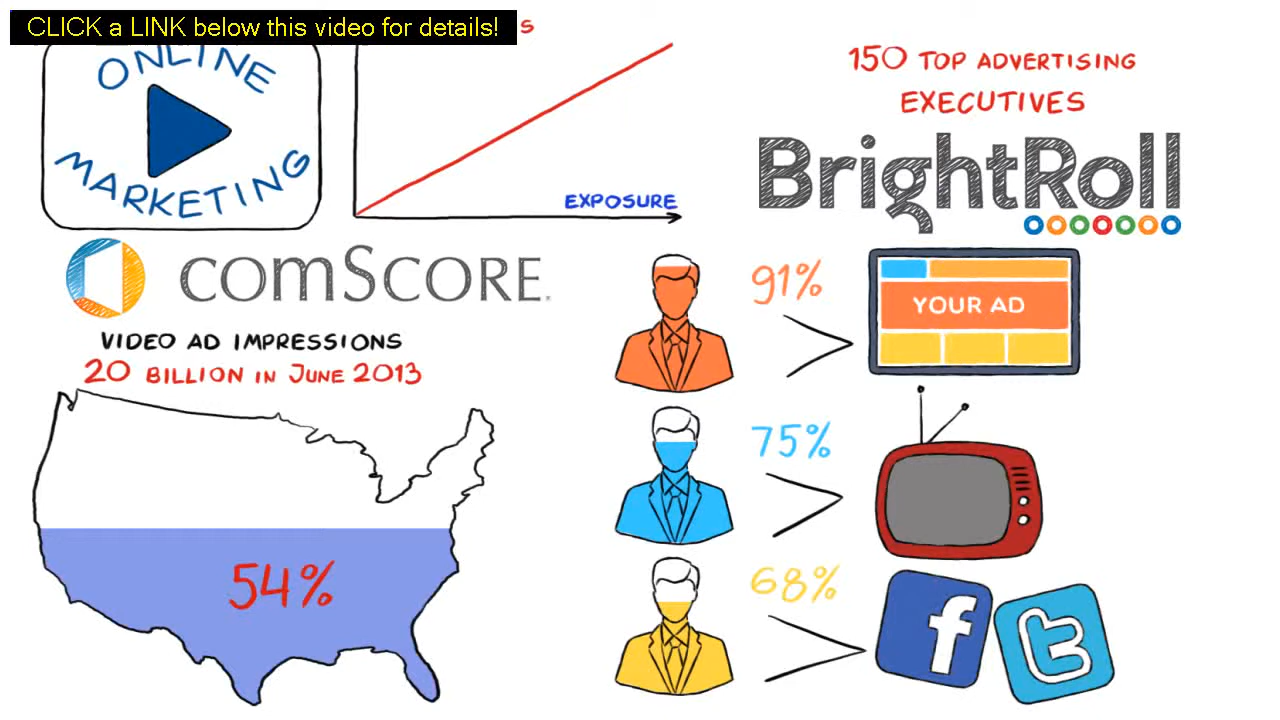 CLICK a LINK below this video for details!
ONLINE
MARKETING
EXPOSURE
150 TOP ADVERTISING
EXECUTIVES
BrightRoll
comScore
VIDEO AD IMPRESSIONS
20 BILLION IN JUNE 2013
54%
91%
YOUR AD
75%
68%